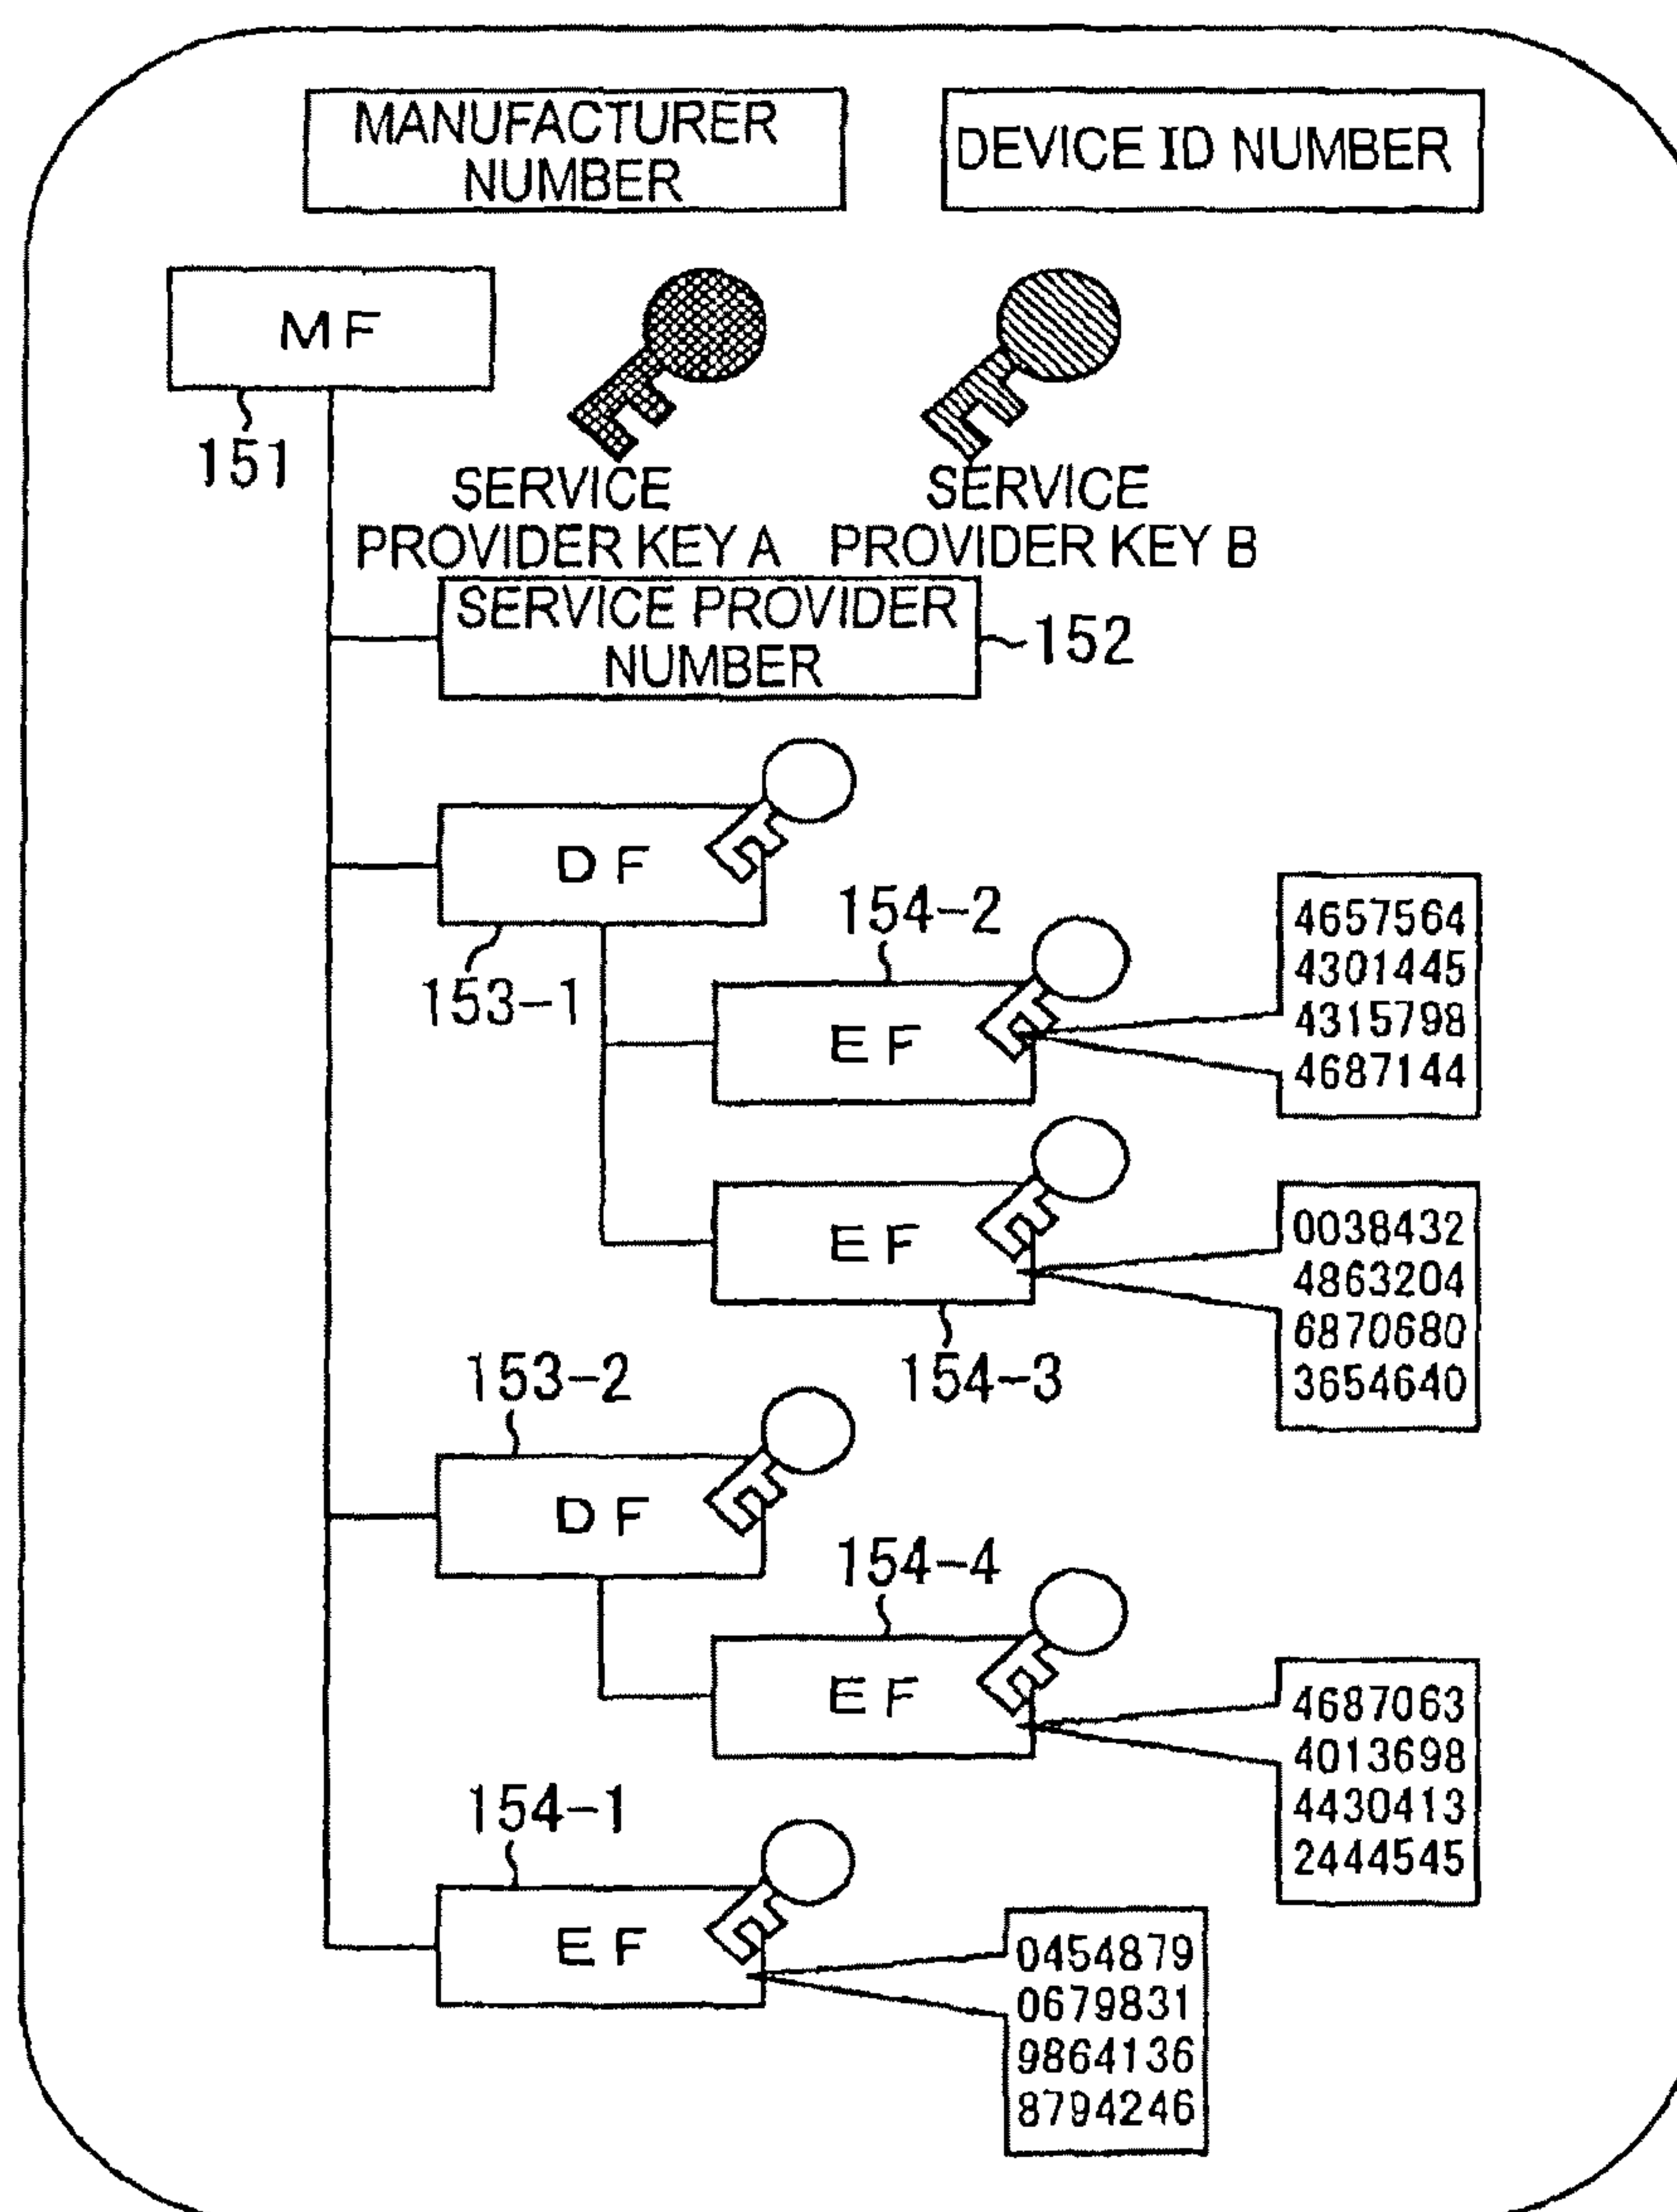 MANUFACTURER
NUMBER
DEVICE ID NUMBER
MF
151
SERVICE
PROVIDER KEY A
SERVICE
PROVIDER KEY B
SERVICE PROVIDER
NUMBER
152
DF
153-1
154-2
EF
4657564
4301445
4315798
4687144
EF
154-3
0038432
4863204
6870680
3654640
153-2
DF
154-4
EF
4687063
4013698
4430413
2444545
154-1
EF
0454879
0679831
9864136
8794246